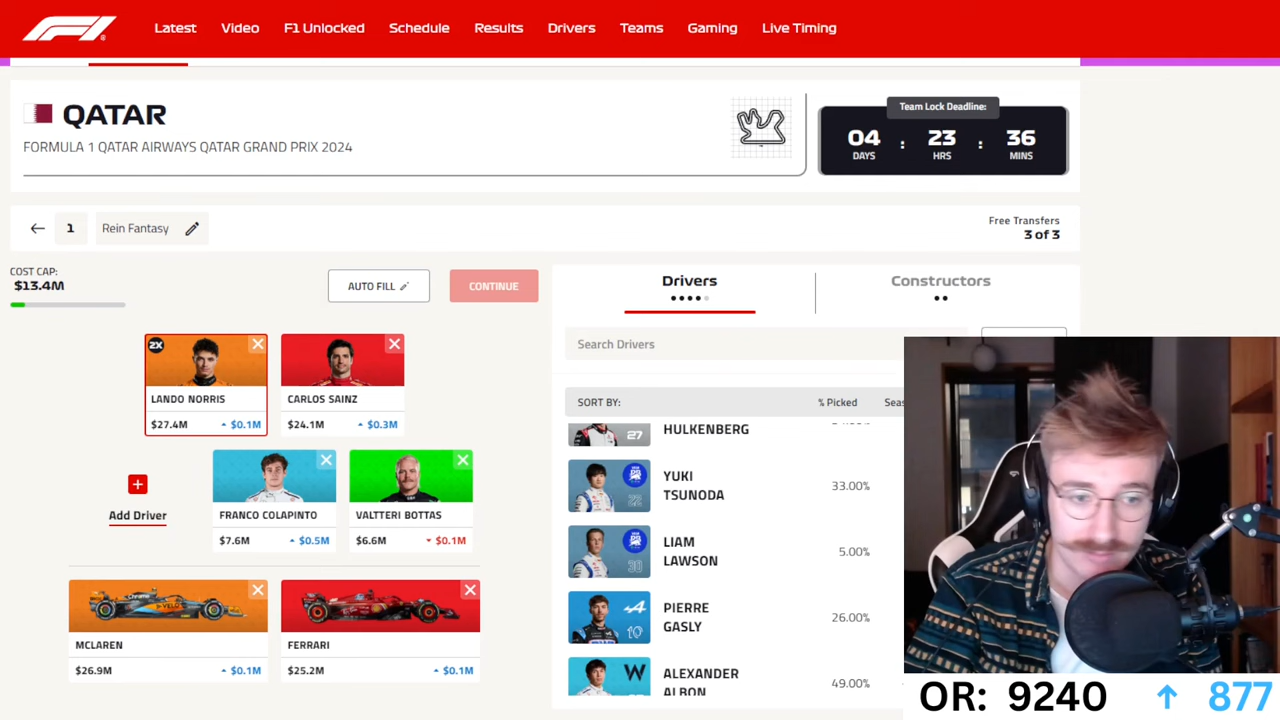 F1
Latest Video F1 Unlocked Schedule Results Drivers Teams Gaming Live Timing
QATAR
FORMULA 1 QATAR AIRWAYS QATAR GRAND PRIX 2024
Team Lock Deadline:
04 : 23 : 36
DAYS HRS MINS
1 Rein Fantasy
Free Transfers
3 of 3
COST CAP:
$13.4M
AUTO FILL
CONTINUE
2X
LANDO NORRIS
$27.4M $0.1M
CARLOS SAINZ
$24.1M $0.3M
Add Driver
FRANCO COLAPINTO
$7.6M $0.5M
VALTTERI BOTTAS
$6.6M $0.1M
MCLAREN
$26.9M $0.1M
FERRARI
$25.2M $0.1M
Drivers
Constructors
Search Drivers
SORT BY: % Picked Seas
27 HULKENBERG
YUKI
TSUNODA
33.00%
LIAM
LAWSON
5.00%
PIERRE
GASLY
26.00%
ALEXANDER
ALBON
49.00%
OR: 9240 ↑ 877